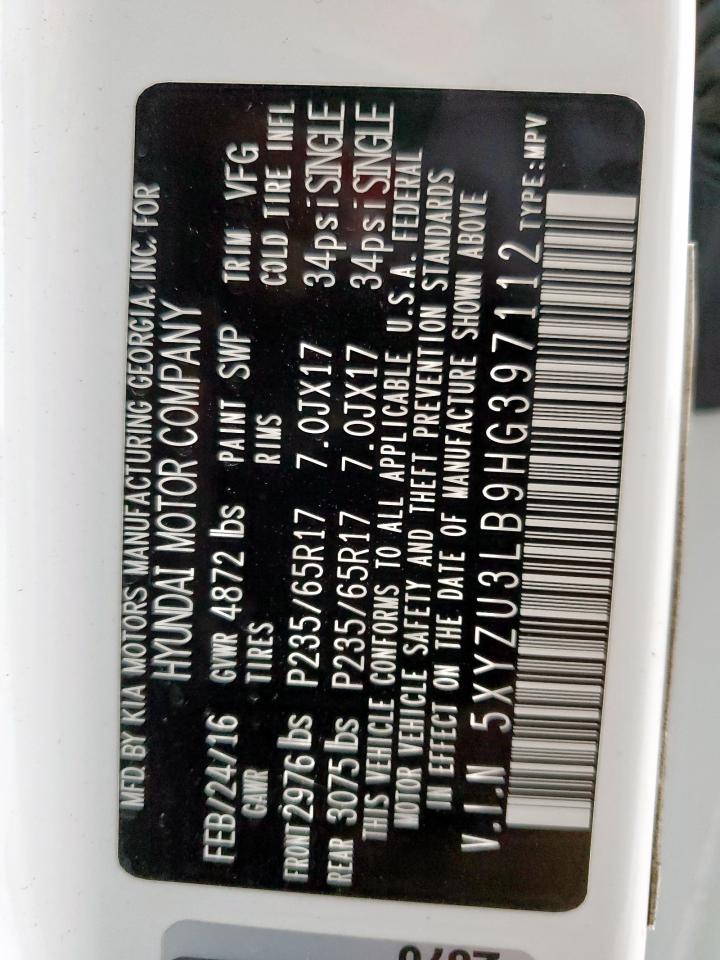 MFD BY KIA MOTORS MANUFACTURING GEORGIA, INC. FOR
HYUNDAI MOTOR COMPANY
FEB/24/16 GVWR 4872 lbs PAINT SWP TRIM VFG
GAWR TIRES RIMS COLD TIRE INFL
FRONT 2976 lbs P235/65R17 7.0JX17 34psi SINGLE
REAR 3075 lbs P235/65R17 7.0JX17 34psi SINGLE
THIS VEHICLE CONFORMS TO ALL APPLICABLE U.S.A. FEDERAL
MOTOR VEHICLE SAFETY AND THEFT PREVENTION STANDARDS
IN EFFECT ON THE DATE OF MANUFACTURE SHOWN ABOVE
V.I.N 5XYZU3LB9HG397112 TYPE:MPV